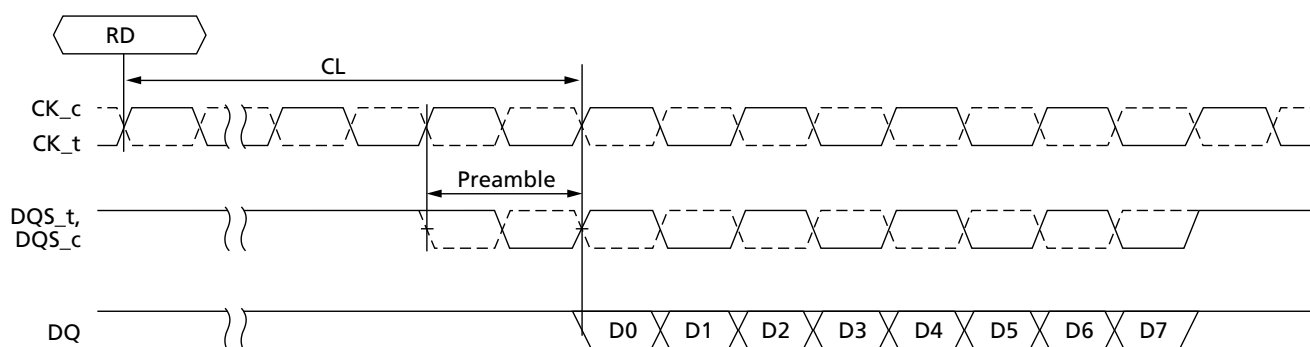 RD
CL
CK_c
CK_t
Preamble
DQS_t,
DQS_c
DQ D0 D1 D2 D3 D4 D5 D6 D7